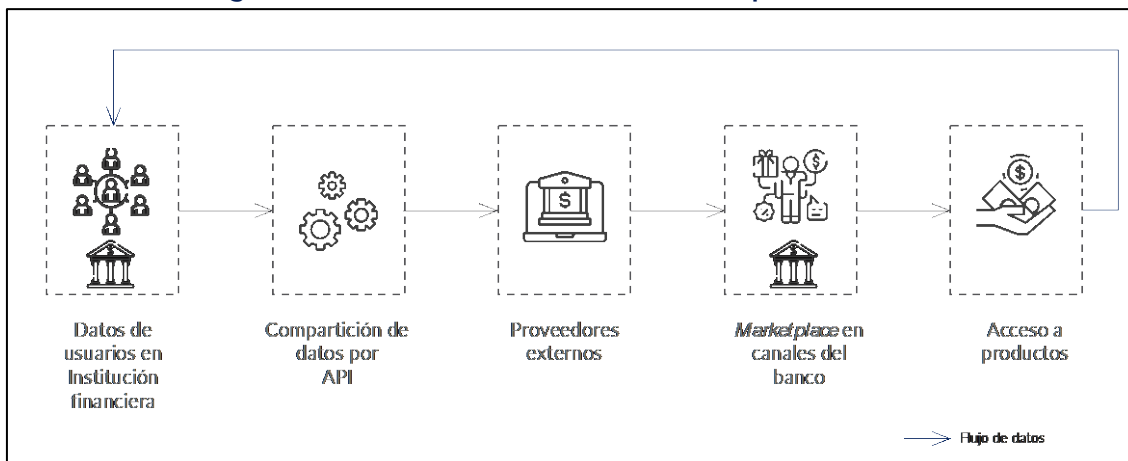 Datos de
usuarios en
Institución
financiera
Compartición de
datos por
API
Proveedores
externos
Marketplace en
canales del
banco
Acceso a
productos
Flujo de datos